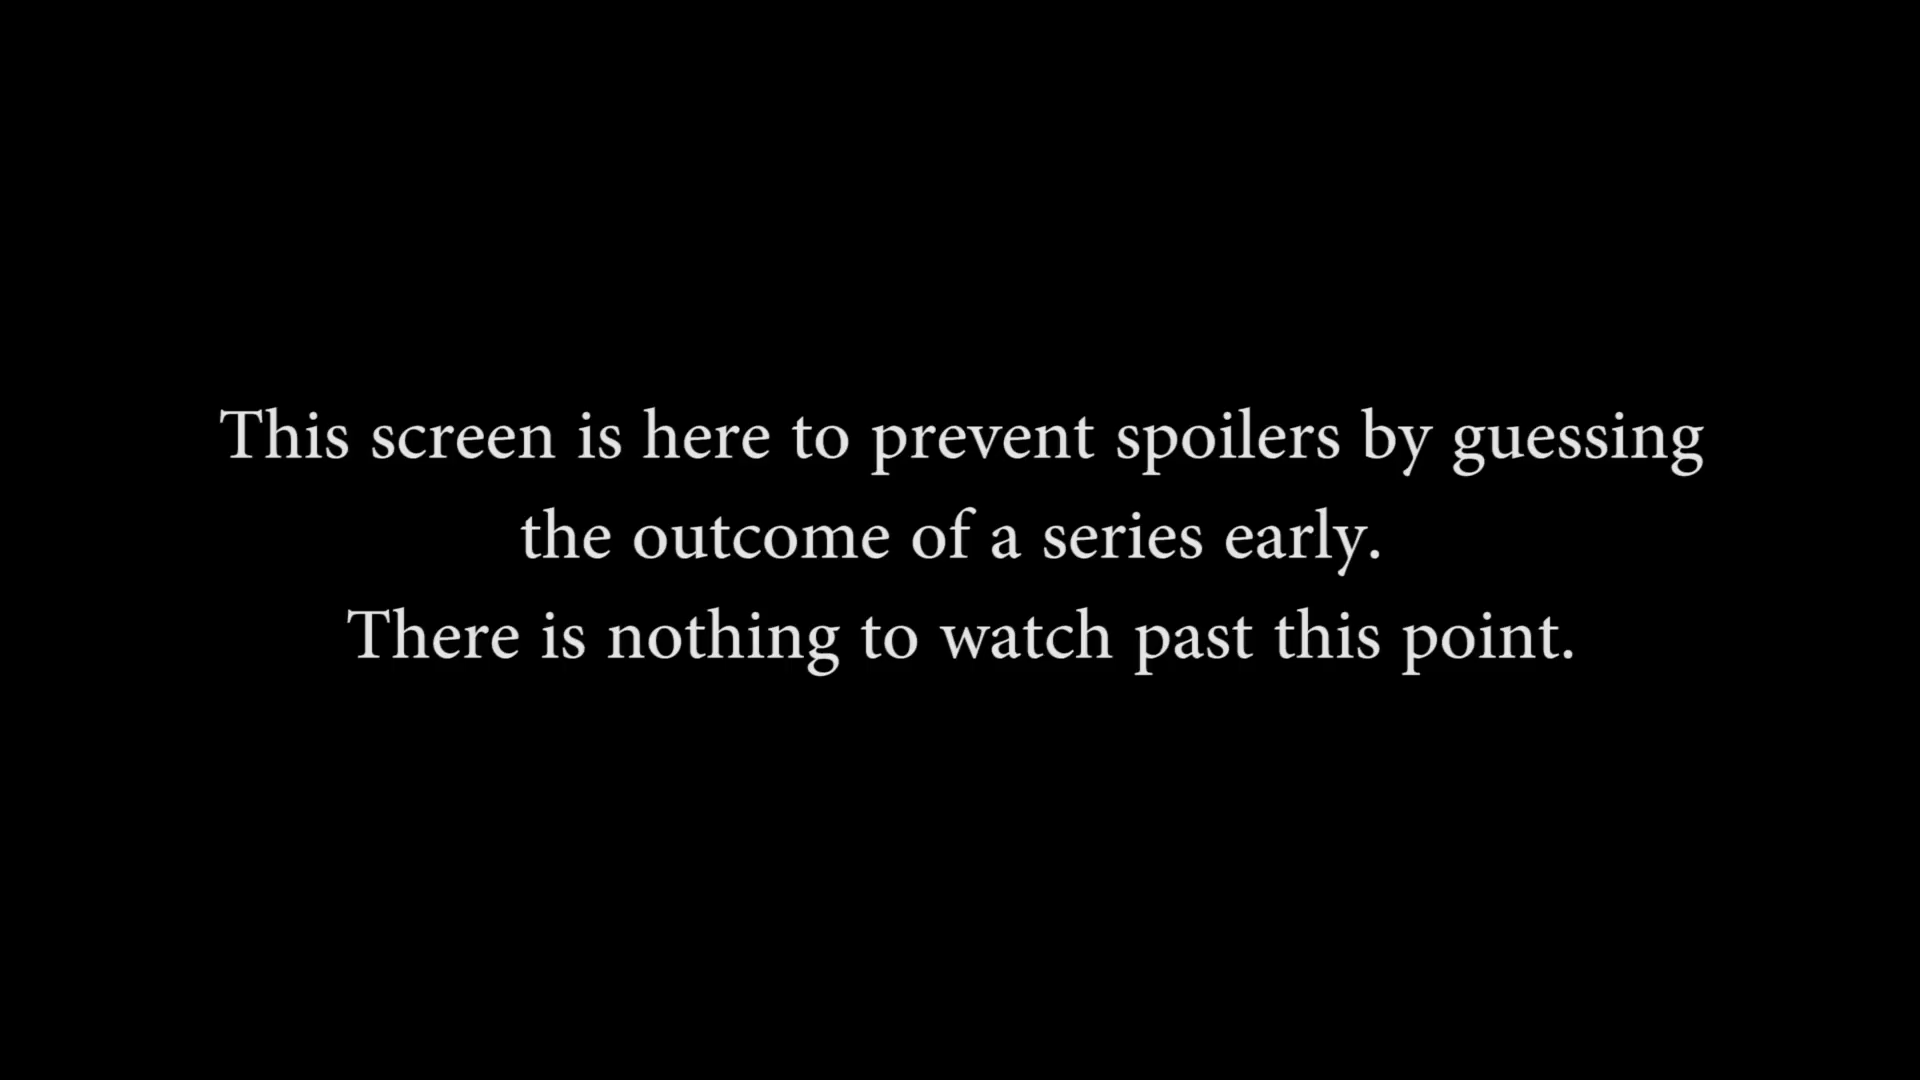 This screen is here to prevent spoilers by guessing
the outcome of a series early.
There is nothing to watch past this point.